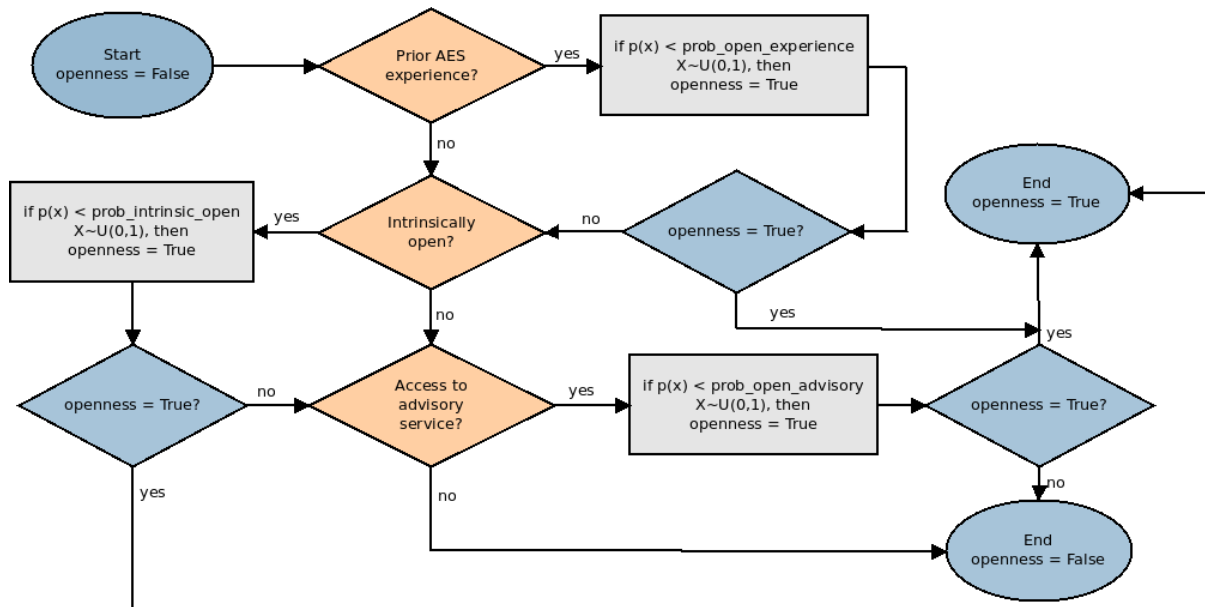 Start
openness = False
Prior AES
experience?
yes
if p(x) < prob_open_experience
X~U(0,1), then
openness = True
no
if p(x) < prob_intrinsic_open
X~U(0,1), then
openness = True
yes
Intrinsically
open?
no
openness = True?
End
openness = True
no
yes
yes
openness = True?
no
Access to
advisory
service?
yes
if p(x) < prob_open_advisory
X~U(0,1), then
openness = True
openness = True?
yes
no
no
End
openness = False